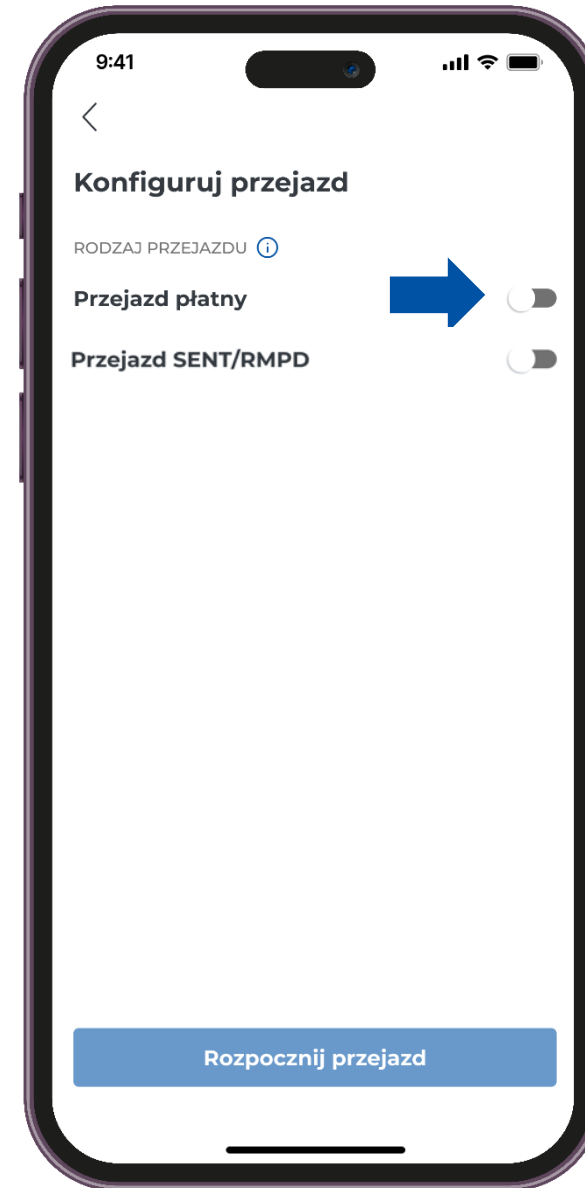 9:41
Konfiguruj przejazd
RODZAJ PRZEJAZDU
Przejazd płatny
Przejazd SENT/RMPD
Rozpocznij przejazd